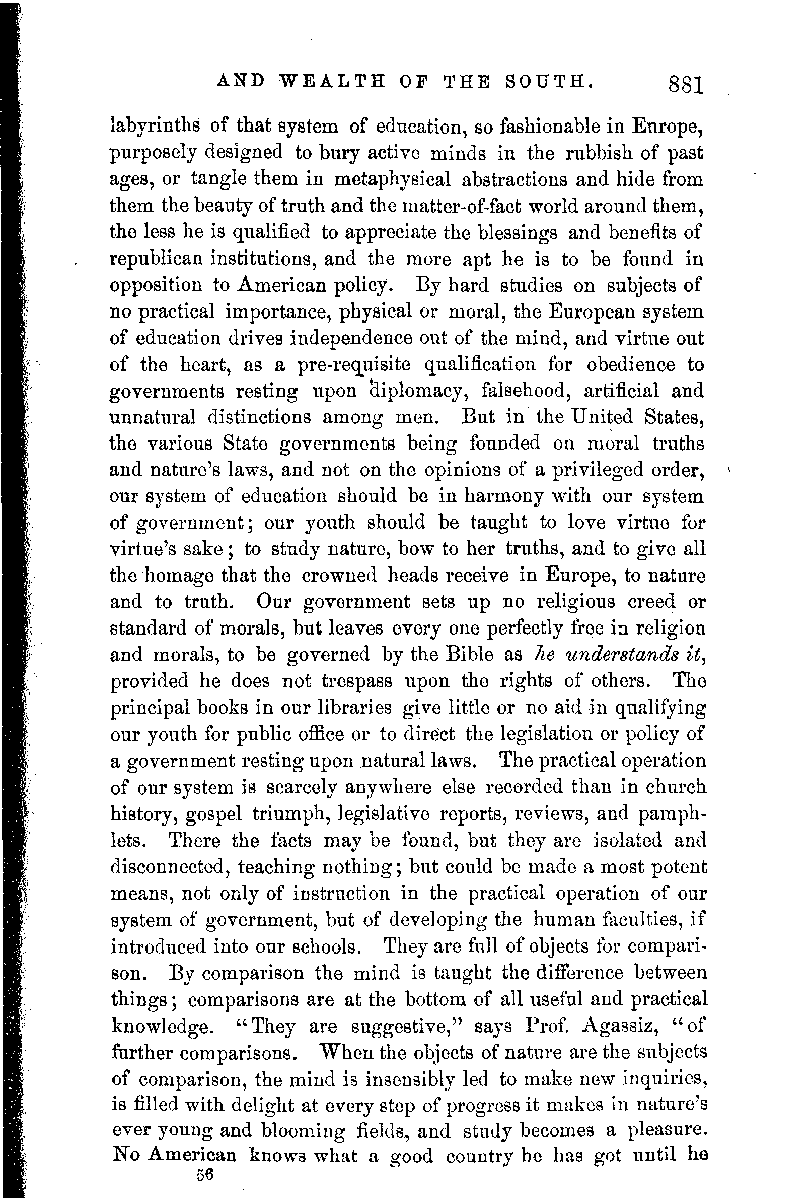 AND WEALTH OF THE SOUTH. 881
labyrinths of that system of education, so fashionable in Europe,
purposely designed to bury active minds in the rubbish of past
ages, or tangle them in metaphysical abstractions and hide from
them the beauty of truth and the matter-of-fact world around them,
the less he is qualified to appreciate the blessings and benefits of
republican institutions, and the more apt he is to be found in
opposition to American policy. By hard studies on subjects of
no practical importance, physical or moral, the European system
of education drives independence out of the mind, and virtue out
of the heart, as a pre-requisite qualification for obedience to
governments resting upon diplomacy, falsehood, artificial and
unnatural distinctions among men. But in the United States,
the various State governments being founded on moral truths
and nature's laws, and not on the opinions of a privileged order,
our system of education should be in harmony with our system
of government; our youth should be taught to love virtue for
virtue's sake; to study nature, bow to her truths, and to give all
the homage that the crowned heads receive in Europe, to nature
and to truth. Our government sets up no religious creed or
standard of morals, but leaves every one perfectly free in religion
and morals, to be governed by the Bible as he understands it,
provided he does not trespass upon the rights of others. The
principal books in our libraries give little or no aid in qualifying
our youth for public office or to direct the legislation or policy of
a government resting upon natural laws. The practical operation
of our system is scarcely anywhere else recorded than in church
history, gospel triumph, legislative reports, reviews, and pamph-
lets. There the facts may be found, but they are isolated and
disconnected, teaching nothing; but could be made a most potent
means, not only of instruction in the practical operation of our
system of government, but of developing the human faculties, if
introduced into our schools. They are full of objects for compari-
son. By comparison the mind is taught the difference between
things; comparisons are at the bottom of all useful and practical
knowledge. "They are suggestive," says Prof. Agassiz, "of
further comparisons. When the objects of nature are the subjects
of comparison, the mind is insensibly led to make new inquiries,
is filled with delight at every step of progress it makes in nature's
ever young and blooming fields, and study becomes a pleasure.
No American knows what a good country he has got until he
56